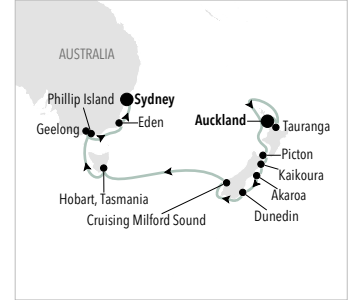 AUSTRALIA
Phillip Island
Sydney
Geelong
Eden
Auckland
Tauranga
Picton
Kaikoura
Akaroa
Hobart, Tasmania
Dunedin
Cruising Milford Sound